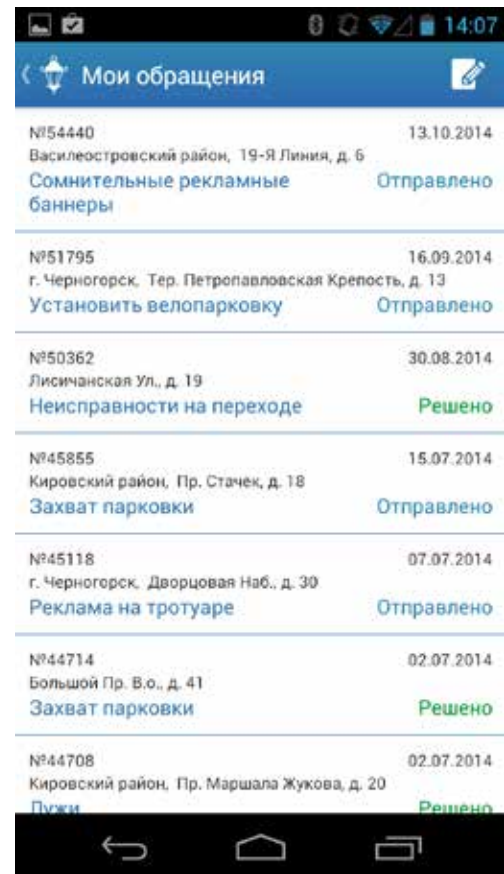 14:07
Мои обращения
№54440 13.10.2014
Василеостровский район, 19-Я Линия, д. 6
Сомнительные рекламные Отправлено
баннеры
№51795 16.09.2014
г. Черногорск, Тер. Петропавловская Крепость, д. 13
Установить велопарковку Отправлено
№50362 30.08.2014
Лисичанская Ул., д. 19
Неисправности на переходе Решено
№45855 15.07.2014
Кировский район, Пр. Стачек, д. 18
Захват парковки Отправлено
№45118 07.07.2014
г. Черногорск, Дворцовая Наб., д. 30
Реклама на тротуаре Отправлено
№44714 02.07.2014
Большой Пр. В.о., д. 41
Захват парковки Решено
№44708 02.07.2014
Кировский район, Пр. Маршала Жукова, д. 20
Лужи Решено